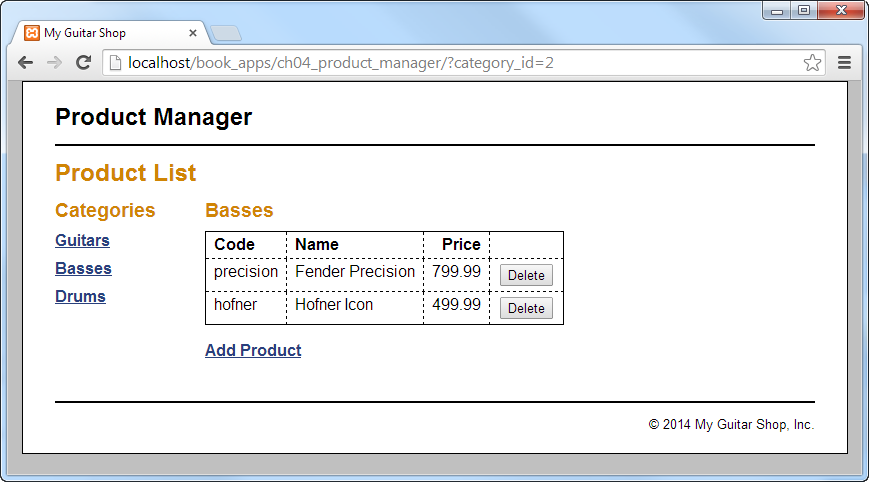 My Guitar Shop
localhost/book_apps/ch04_product_manager/?category_id=2
Product Manager
Product List
Categories
Guitars
Basses
Drums
Basses
Code Name Price
precision Fender Precision 799.99 Delete
hofner Hofner Icon 499.99 Delete
Add Product
© 2014 My Guitar Shop, Inc.